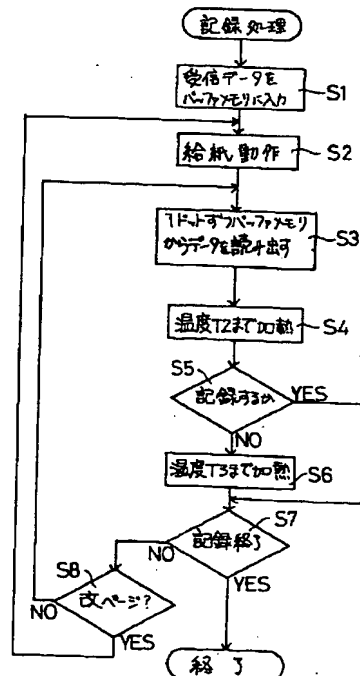 記録処理
受信データを
バッファメモリに入力
S1
給紙動作
S2
1ドットずつバッファメモリ
からデータを読み出す
S3
温度T2まで加熱
S4
S5
記録するか
YES
NO
温度T3まで加熱
S6
S7
記録終了
NO
YES
S8
改ページ?
NO
YES
終了